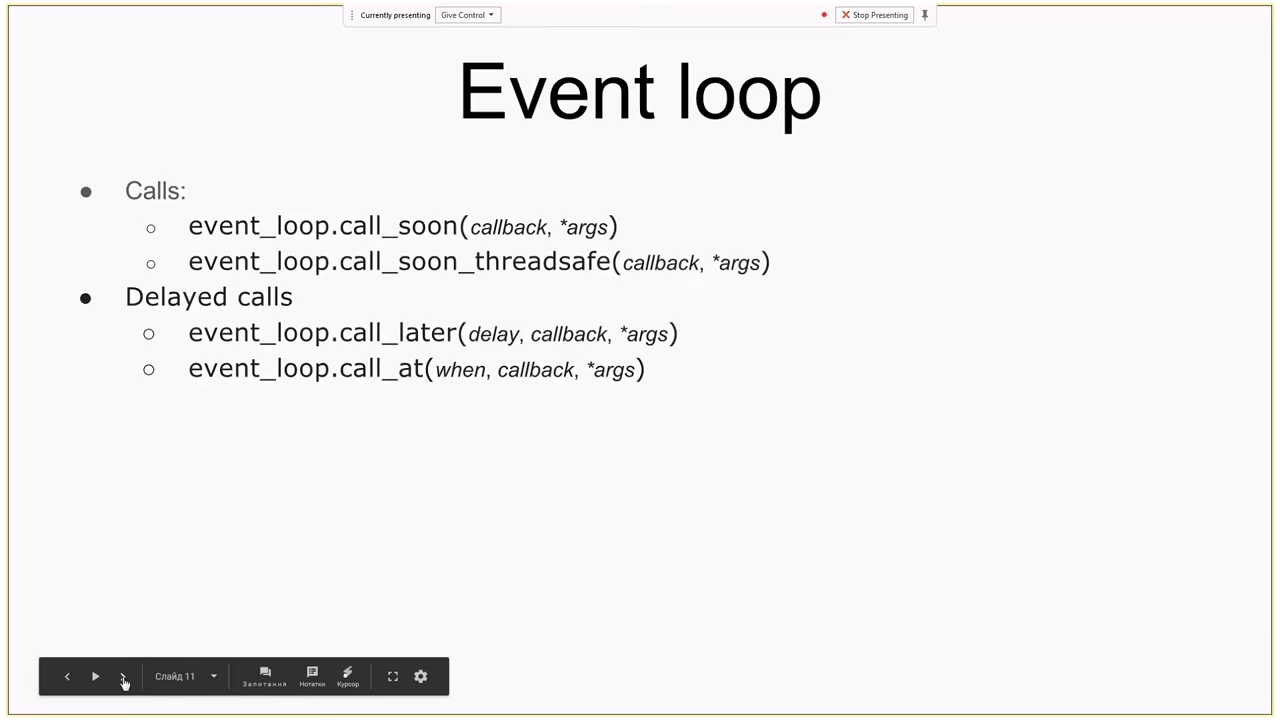 Currently presenting Give Control Stop Presenting
Event loop
● Calls:
○ event_loop.call_soon(callback, *args)
○ event_loop.call_soon_threadsafe(callback, *args)
● Delayed calls
○ event_loop.call_later(delay, callback, *args)
○ event_loop.call_at(when, callback, *args)
Слайд 11 Запитання Нотатки Курсор